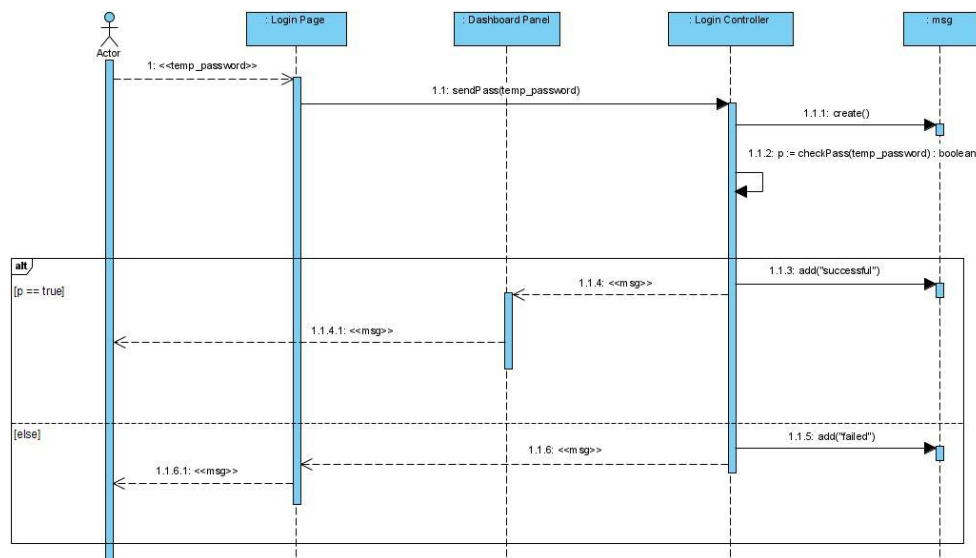 : Login Page
: Dashboard Panel
: Login Controller
: msg
Actor
1: <<temp_password>>
1.1: sendPass(temp_password)
1.1.1: create()
1.1.2: p := checkPass(temp_password) : boolean
alt
[p == true]
1.1.3: add("successful")
1.1.4: <<msg>>
1.1.4.1: <<msg>>
[else]
1.1.5: add("failed")
1.1.6: <<msg>>
1.1.6.1: <<msg>>